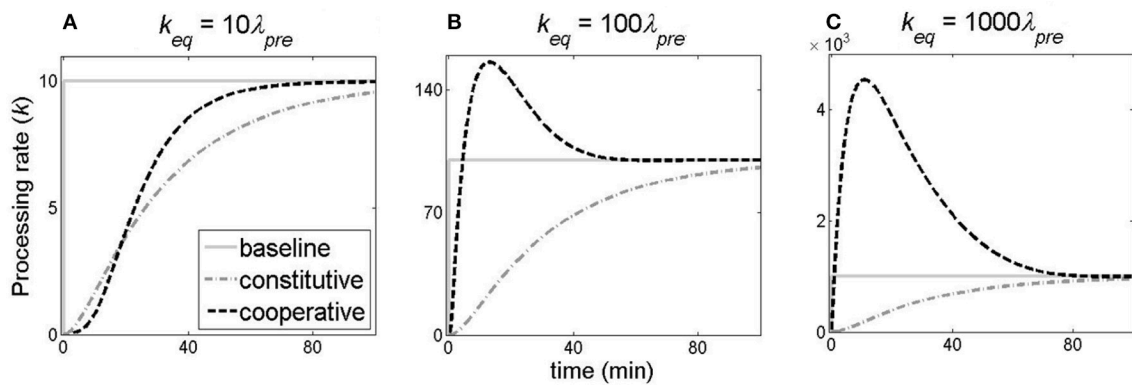 A
k_eq = 10λ_pre
B
k_eq = 100λ_pre
C
k_eq = 1000λ_pre
× 10³
Processing rate (k)
10
5
0
0
40
80
baseline
constitutive
cooperative
140
70
0
0
40
80
time (min)
4
2
0
0
40
80